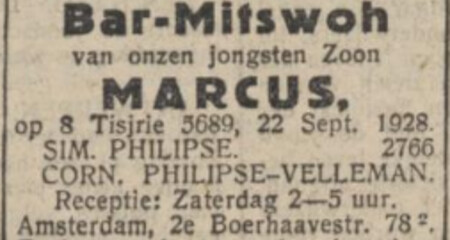 Bar-Mitswoh
van onzen jongsten Zoon
MARCUS,
op 8 Tisjrie 5689, 22 Sept. 1928.
SIM. PHILIPSE. 2766
CORN. PHILIPSE-VELLEMAN.
Receptie: Zaterdag 2—5 uur.
Amsterdam, 2e Boerhaavestr. 78².